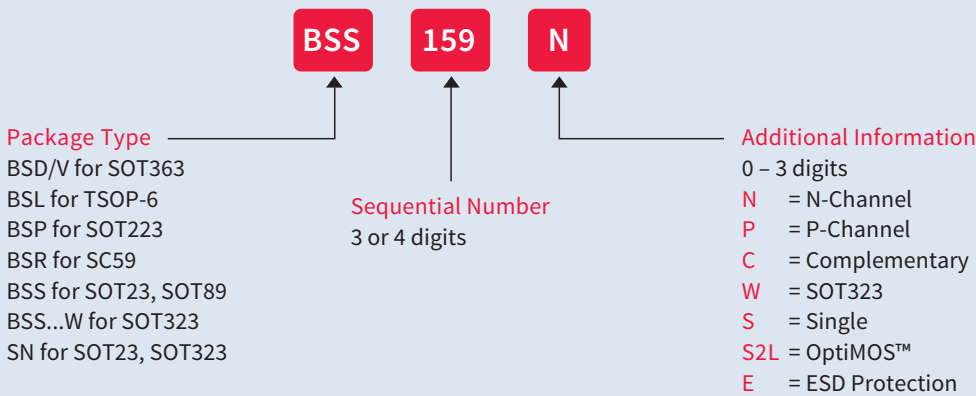 BSS 159 N
Package Type
BSD/V for SOT363
BSL for TSOP-6
BSP for SOT223
BSR for SC59
BSS for SOT23, SOT89
BSS...W for SOT323
SN for SOT23, SOT323
Sequential Number
3 or 4 digits
Additional Information
0 – 3 digits
N = N-Channel
P = P-Channel
C = Complementary
W = SOT323
S = Single
S2L = OptiMOS™
E = ESD Protection